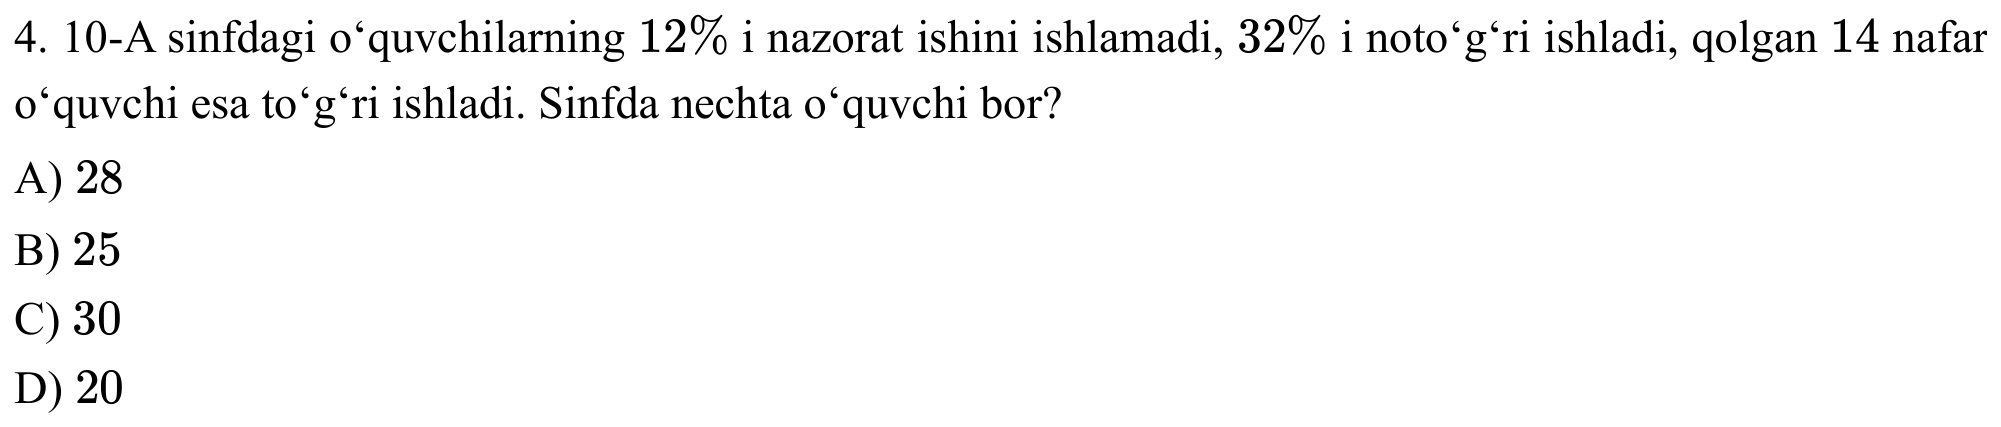 4. 10-A sinfdagi o‘quvchilarning 12% i nazorat ishini ishlamadi, 32% i noto‘g‘ri ishladi, qolgan 14 nafar
o‘quvchi esa to‘g‘ri ishladi. Sinfda nechta o‘quvchi bor?
A) 28
B) 25
C) 30
D) 20